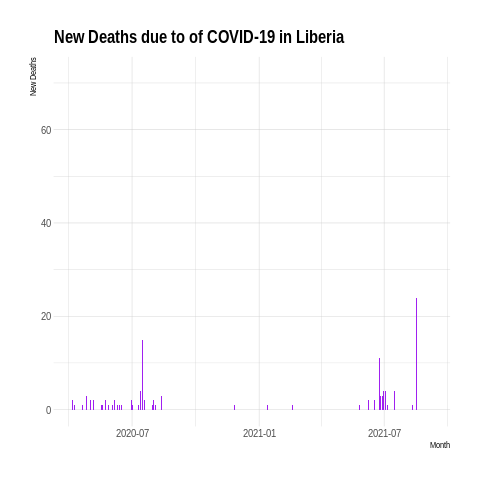 New Deaths due to of COVID-19 in Liberia
New Deaths
60
40
20
0
2020-07
2021-01
2021-07
Month